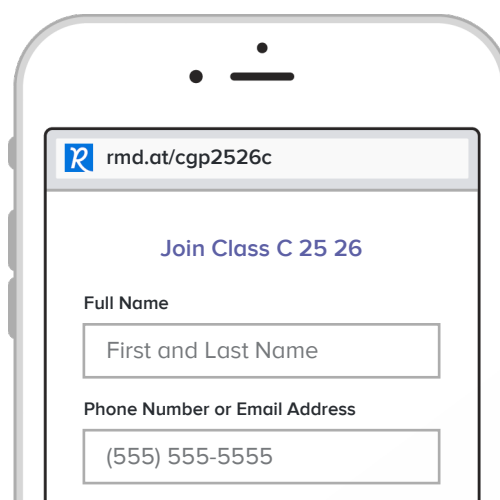 rmd.at/cgp2526c
Join Class C 25 26
Full Name
First and Last Name
Phone Number or Email Address
(555) 555-5555